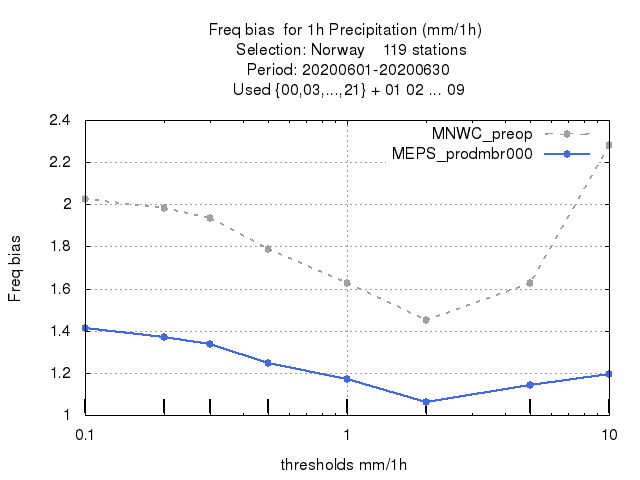 Freq bias  for 1h Precipitation (mm/1h)
Selection: Norway    119 stations
Period: 20200601-20200630
Used {00,03,...,21} + 01 02 ... 09
MNWC_preop
MEPS_prodmbr000
2.4
2.2
2
1.8
1.6
1.4
1.2
1
Freq bias
0.1 1 10
thresholds mm/1h